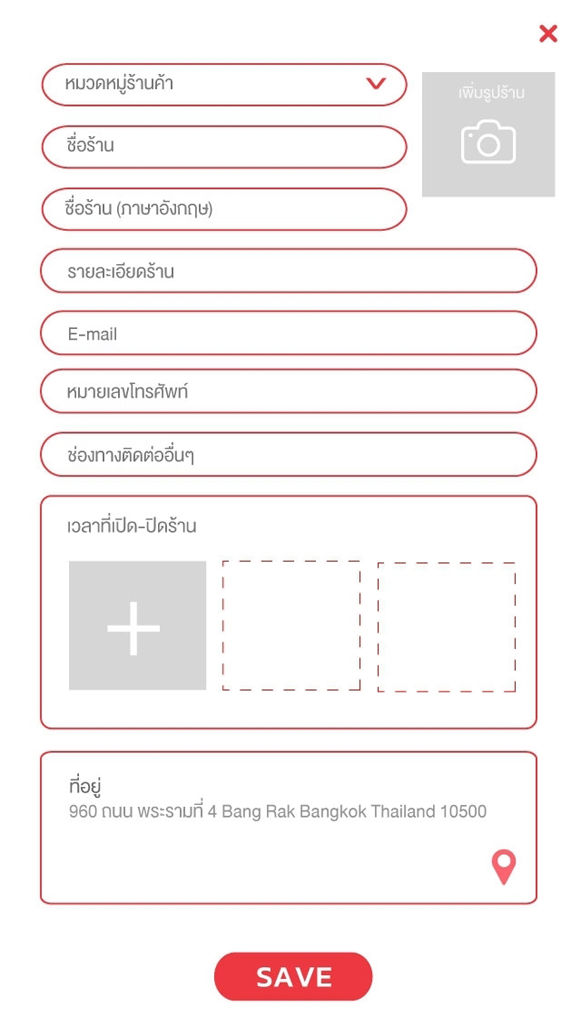 หมวดหมู่ร้านค้า
เพิ่มรูปร้าน
ชื่อร้าน
ชื่อร้าน (ภาษาอังกฤษ)
รายละเอียดร้าน
E-mail
หมายเลขโทรศัพท์
ช่องทางติดต่ออื่นๆ
เวลาที่เปิด-ปิดร้าน
ที่อยู่
960 ถนน พระรามที่ 4 Bang Rak Bangkok Thailand 10500
SAVE